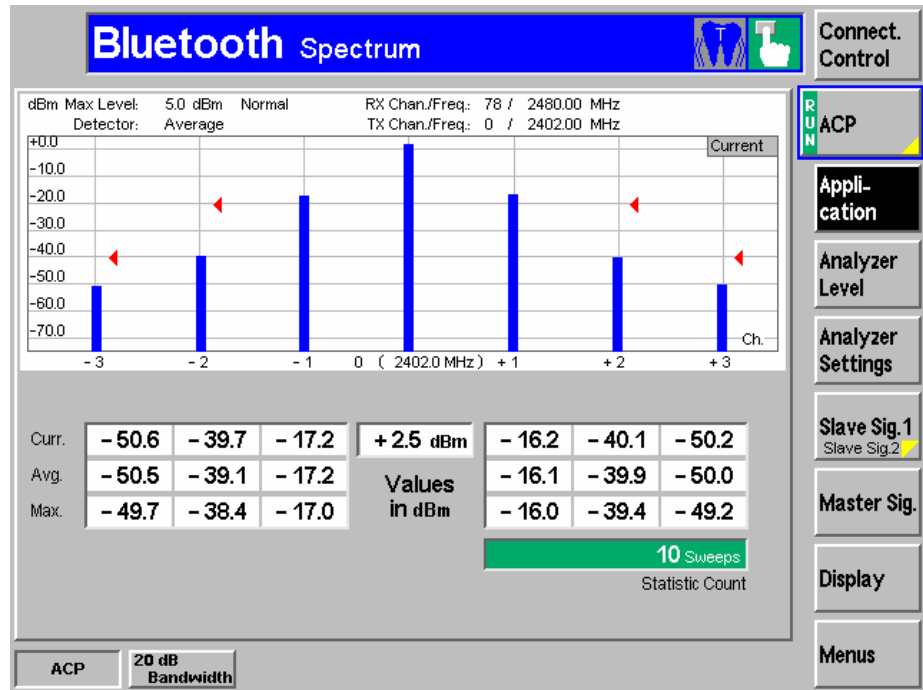 Bluetooth Spectrum
T
Connect.
Control
dBm Max Level: 5.0 dBm Normal RX Chan./Freq.: 78 / 2480.00 MHz
Detector: Average TX Chan./Freq.: 0 / 2402.00 MHz
RUN
ACP
+0.0
Current
-10.0
-20.0
-30.0
-40.0
-50.0
-60.0
-70.0
Ch.
-3 -2 -1 0 ( 2402.0 MHz ) +1 +2 +3
Appli-
cation
Analyzer
Level
Analyzer
Settings
Curr. -50.6 -39.7 -17.2 +2.5 dBm -16.2 -40.1 -50.2
Avg. -50.5 -39.1 -17.2 Values -16.1 -39.9 -50.0
Max. -49.7 -38.4 -17.0 in dBm -16.0 -39.4 -49.2
10 Sweeps
Statistic Count
Slave Sig.1
Slave Sig.2
Master Sig.
Display
Menus
ACP
20 dB
Bandwidth